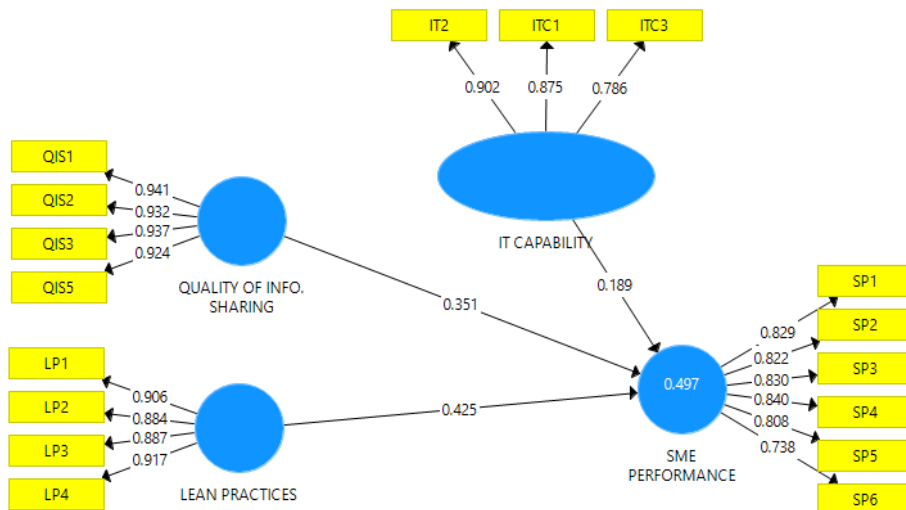 IT2
ITC1
ITC3
0.902
0.875
0.786
IT CAPABILITY
0.189
QIS1
QIS2
QIS3
QIS5
0.941
0.932
0.937
0.924
QUALITY OF INFO.
SHARING
0.351
LP1
LP2
LP3
LP4
0.906
0.884
0.887
0.917
LEAN PRACTICES
0.425
0.497
SME
PERFORMANCE
0.829
0.822
0.830
0.840
0.808
0.738
SP1
SP2
SP3
SP4
SP5
SP6